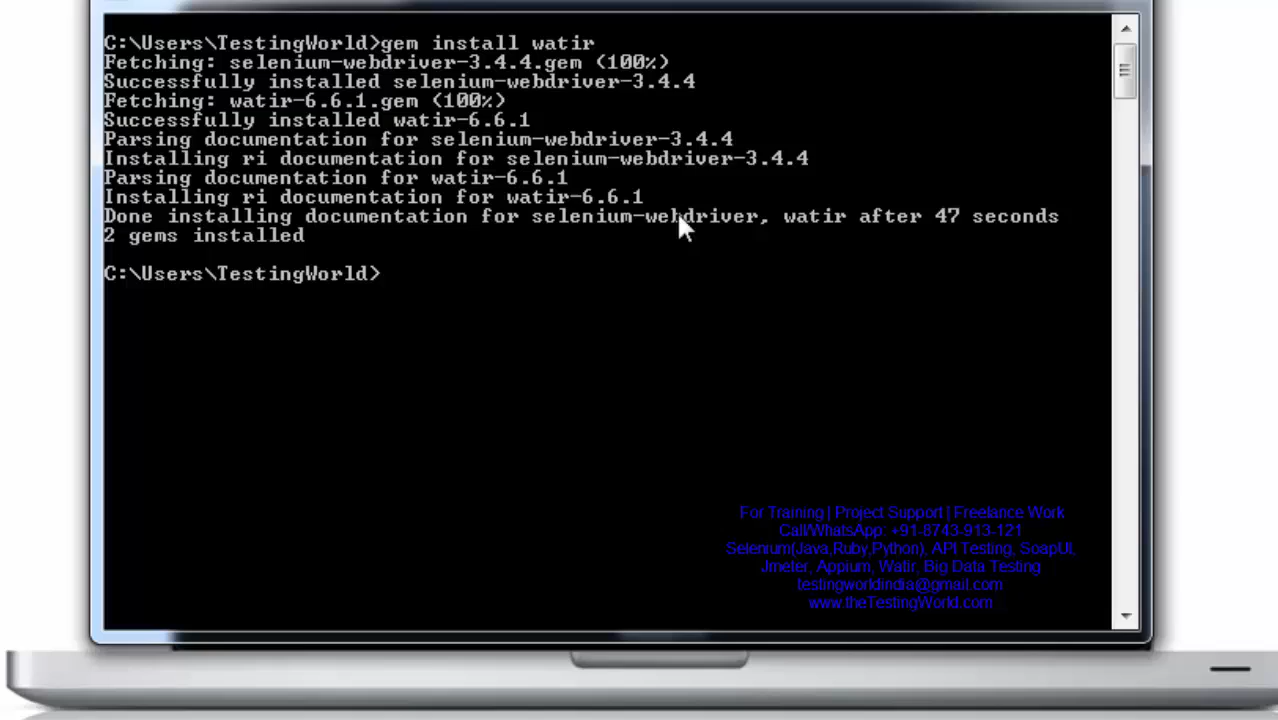 C:\Users\TestingWorld>gem install watir
Fetching: selenium-webdriver-3.4.4.gem (100%)
Successfully installed selenium-webdriver-3.4.4
Fetching: watir-6.6.1.gem (100%)
Successfully installed watir-6.6.1
Parsing documentation for selenium-webdriver-3.4.4
Installing ri documentation for selenium-webdriver-3.4.4
Parsing documentation for watir-6.6.1
Installing ri documentation for watir-6.6.1
Done installing documentation for selenium-webdriver, watir after 47 seconds
2 gems installed
C:\Users\TestingWorld>
For Training | Project Support | Freelance Work
Call/WhatsApp: +91-8743-913-121
Selenium(Java,Ruby,Python), API Testing, SoapUI,
Jmeter, Appium, Watir, Big Data Testing
testingworldindia@gmail.com
www.theTestingWorld.com